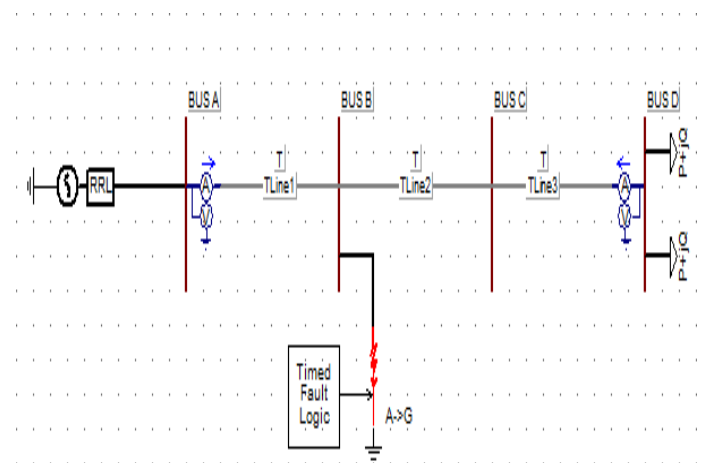 BUS A
BUS B
BUS C
BUS D
RRL
A
V
T
TLine1
T
TLine2
T
TLine3
A
V
P+jQ
P+jQ
Timed
Fault
Logic
A->G